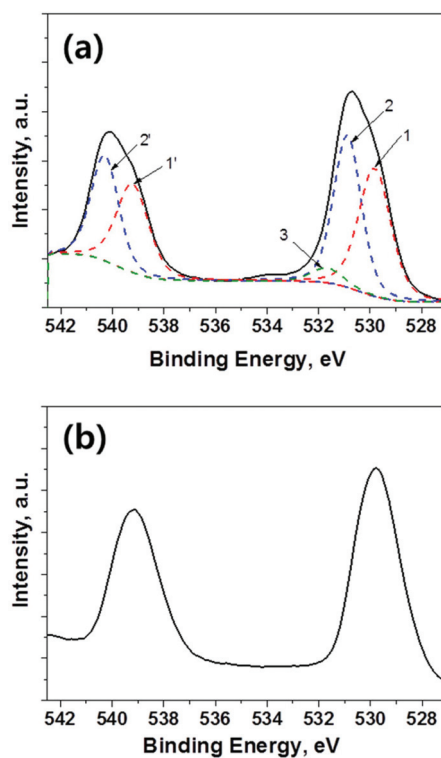 (a)
2'
1'
2
1
3
Intensity, a.u.
542 540 538 536 534 532 530 528
Binding Energy, eV
(b)
Intensity, a.u.
542 540 538 536 534 532 530 528
Binding Energy, eV